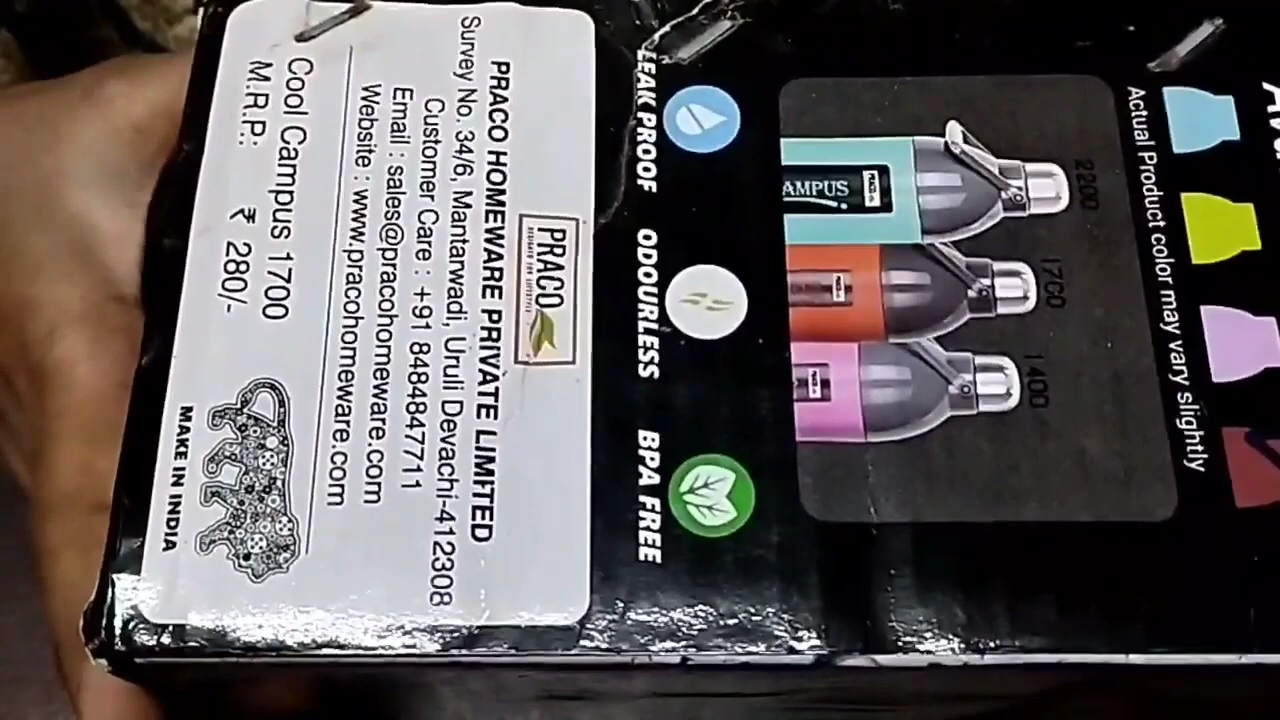 PRACO
PRACO HOMEWARE PRIVATE LIMITED
Survey No. 34/6, Mantarwadi, Uruli Devachi-412308
Customer Care : +91 8484847711
Email : sales@pracohomeware.com
Website : www.pracohomeware.com
Cool Campus 1700
M.R.P.: ₹ 280/-
MAKE IN INDIA
LEAK PROOF
ODOURLESS
BPA FREE
2200
1700
1400
AMPUS
Actual Product color may vary slightly